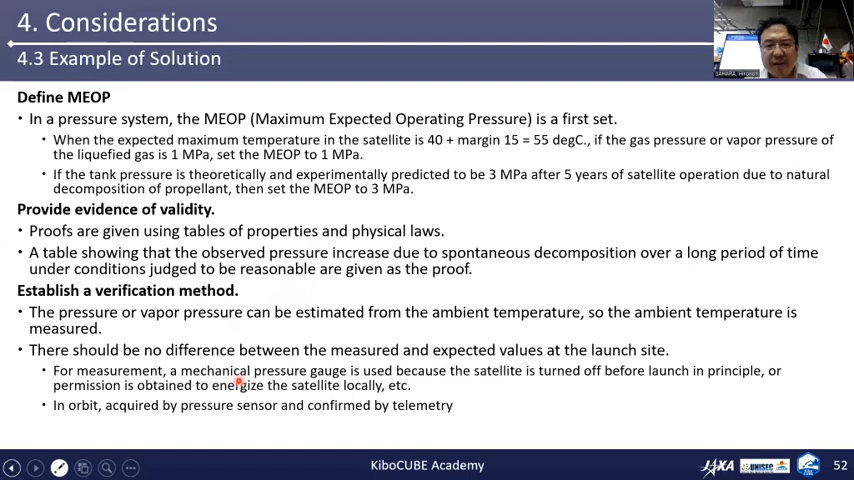 4. Considerations
4.3 Example of Solution
SAHARA, Hironori
Define MEOP
• In a pressure system, the MEOP (Maximum Expected Operating Pressure) is a first set.
• When the expected maximum temperature in the satellite is 40 + margin 15 = 55 degC., if the gas pressure or vapor pressure of
the liquefied gas is 1 MPa, set the MEOP to 1 MPa.
• If the tank pressure is theoretically and experimentally predicted to be 3 MPa after 5 years of satellite operation due to natural
decomposition of propellant, then set the MEOP to 3 MPa.
Provide evidence of validity.
• Proofs are given using tables of properties and physical laws.
• A table showing that the observed pressure increase due to spontaneous decomposition over a long period of time
under conditions judged to be reasonable are given as the proof.
Establish a verification method.
• The pressure or vapor pressure can be estimated from the ambient temperature, so the ambient temperature is
measured.
• There should be no difference between the measured and expected values at the launch site.
• For measurement, a mechanical pressure gauge is used because the satellite is turned off before launch in principle, or
permission is obtained to energize the satellite locally, etc.
• In orbit, acquired by pressure sensor and confirmed by telemetry
KiboCUBE Academy
JAXA
UNISEC
52